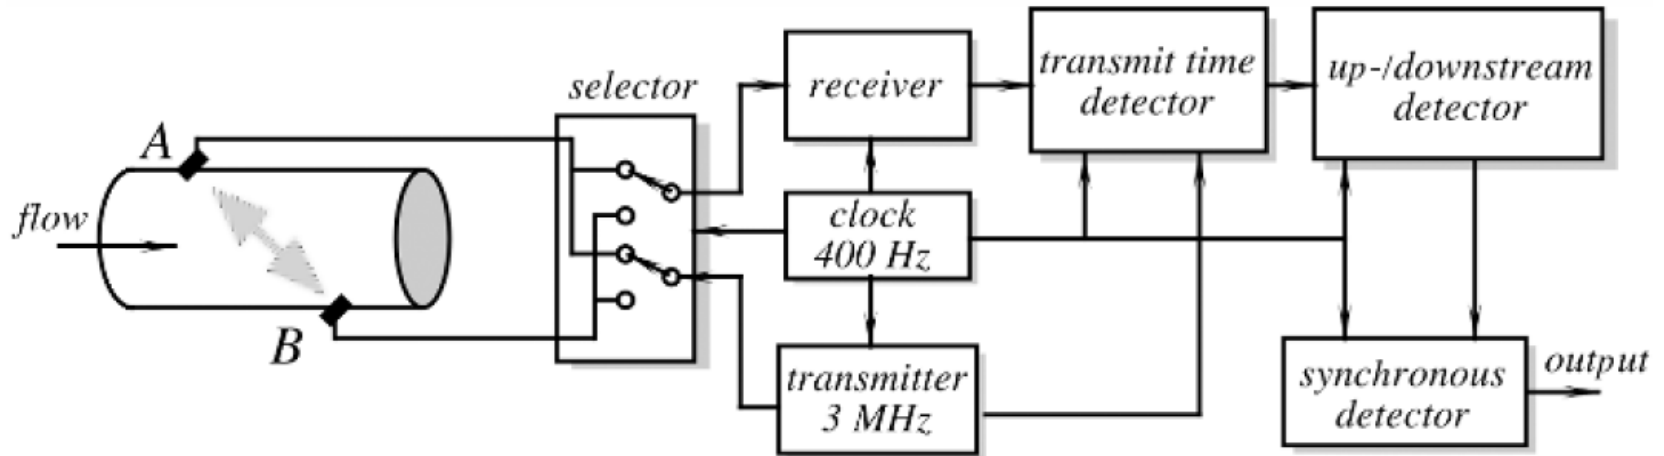 A
flow
B
selector
receiver
clock
400 Hz
transmitter
3 MHz
transmit time
detector
up-/downstream
detector
synchronous
detector
output